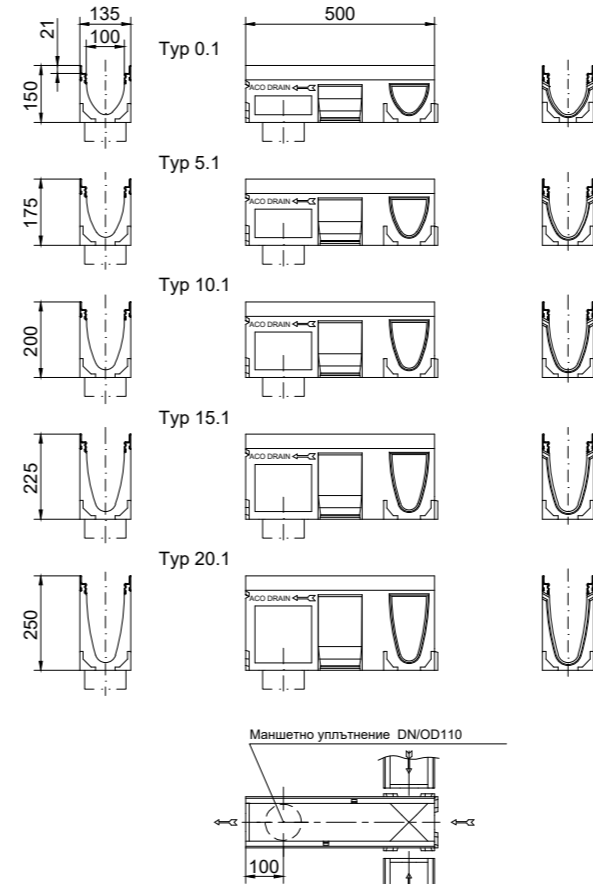 135
500
21
100
Typ 0.1
150
ACO DRAIN
Typ 5.1
175
ACO DRAIN
Typ 10.1
200
ACO DRAIN
Typ 15.1
225
ACO DRAIN
Typ 20.1
250
ACO DRAIN
Маншетно уплътнение DN/OD110
100